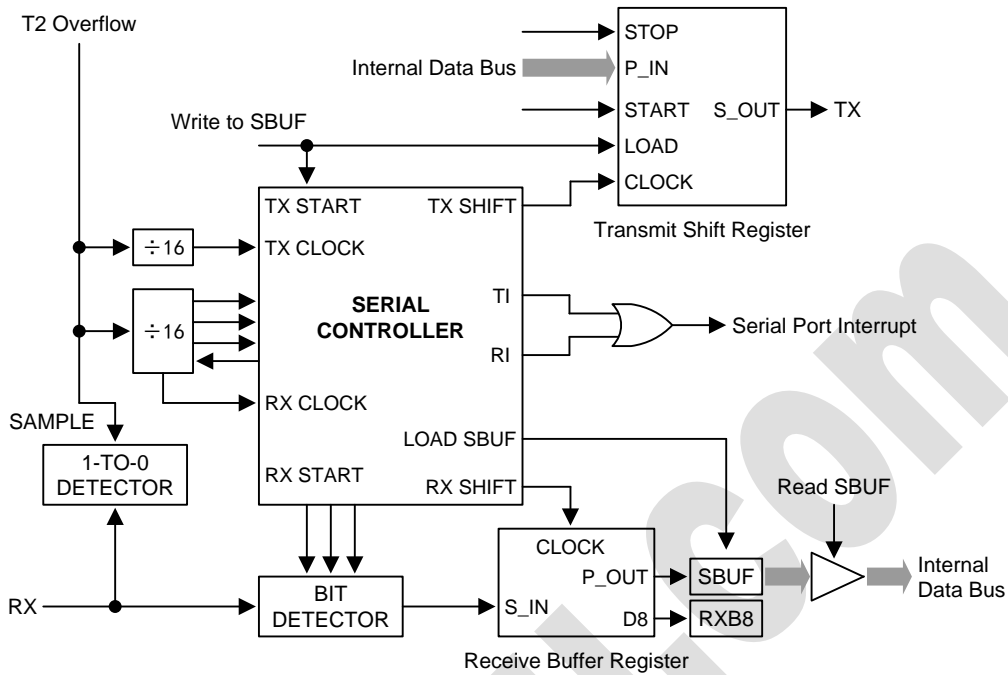 T2 Overflow
STOP
Internal Data Bus
P_IN
START
S_OUT
TX
Write to SBUF
LOAD
CLOCK
TX START
TX SHIFT
Transmit Shift Register
÷16
TX CLOCK
TI
SERIAL
CONTROLLER
÷16
Serial Port Interrupt
RI
RX CLOCK
SAMPLE
LOAD SBUF
1-TO-0
DETECTOR
RX START
RX SHIFT
Read SBUF
CLOCK
P_OUT
SBUF
Internal
Data Bus
RX
BIT
DETECTOR
S_IN
D8
RXB8
Receive Buffer Register